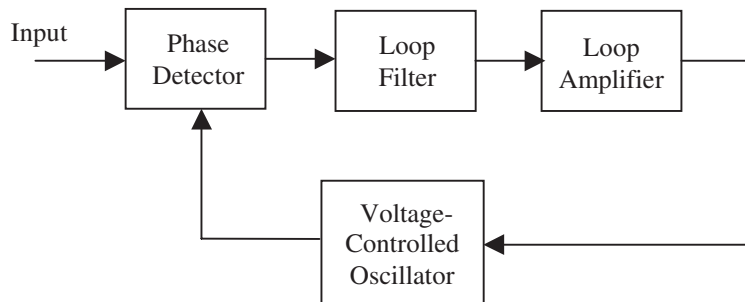 Input
Phase
Detector
Loop
Filter
Loop
Amplifier
Voltage-
Controlled
Oscillator